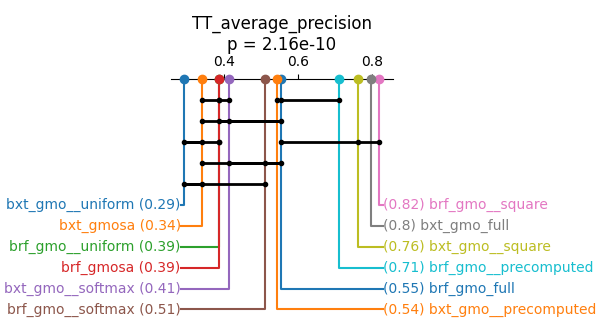 TT_average_precision
p = 2.16e-10
0.4 0.6 0.8
bxt_gmo__uniform (0.29) (0.82) brf_gmo__square
bxt_gmosa (0.34) (0.8) bxt_gmo_full
brf_gmo__uniform (0.39) (0.76) bxt_gmo__square
brf_gmosa (0.39) (0.71) brf_gmo__precomputed
bxt_gmo__softmax (0.41) (0.55) brf_gmo_full
brf_gmo__softmax (0.51) (0.54) bxt_gmo__precomputed